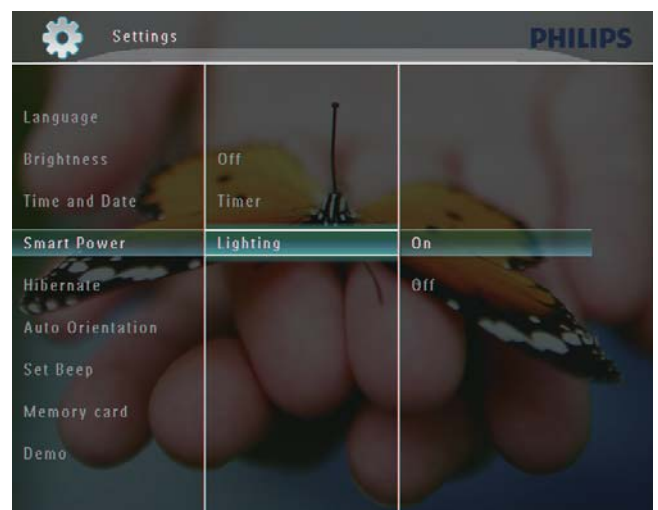 Settings
PHILIPS
Language
Brightness
Off
Time and Date
Timer
Smart Power
Lighting
On
Hibernate
Off
Auto Orientation
Set Beep
Memory card
Demo